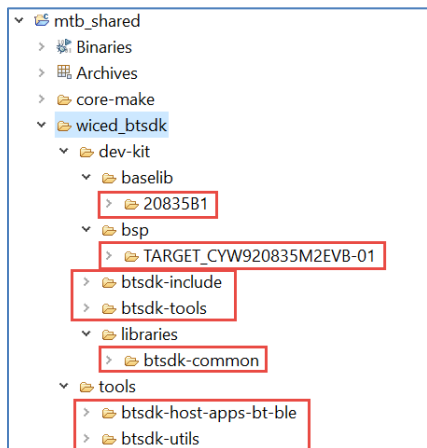 mtb_shared
Binaries
Archives
core-make
wiced_btsdk
dev-kit
baselib
20835B1
bsp
TARGET_CYW920835M2EVB-01
btsdk-include
btsdk-tools
libraries
btsdk-common
tools
btsdk-host-apps-bt-ble
btsdk-utils